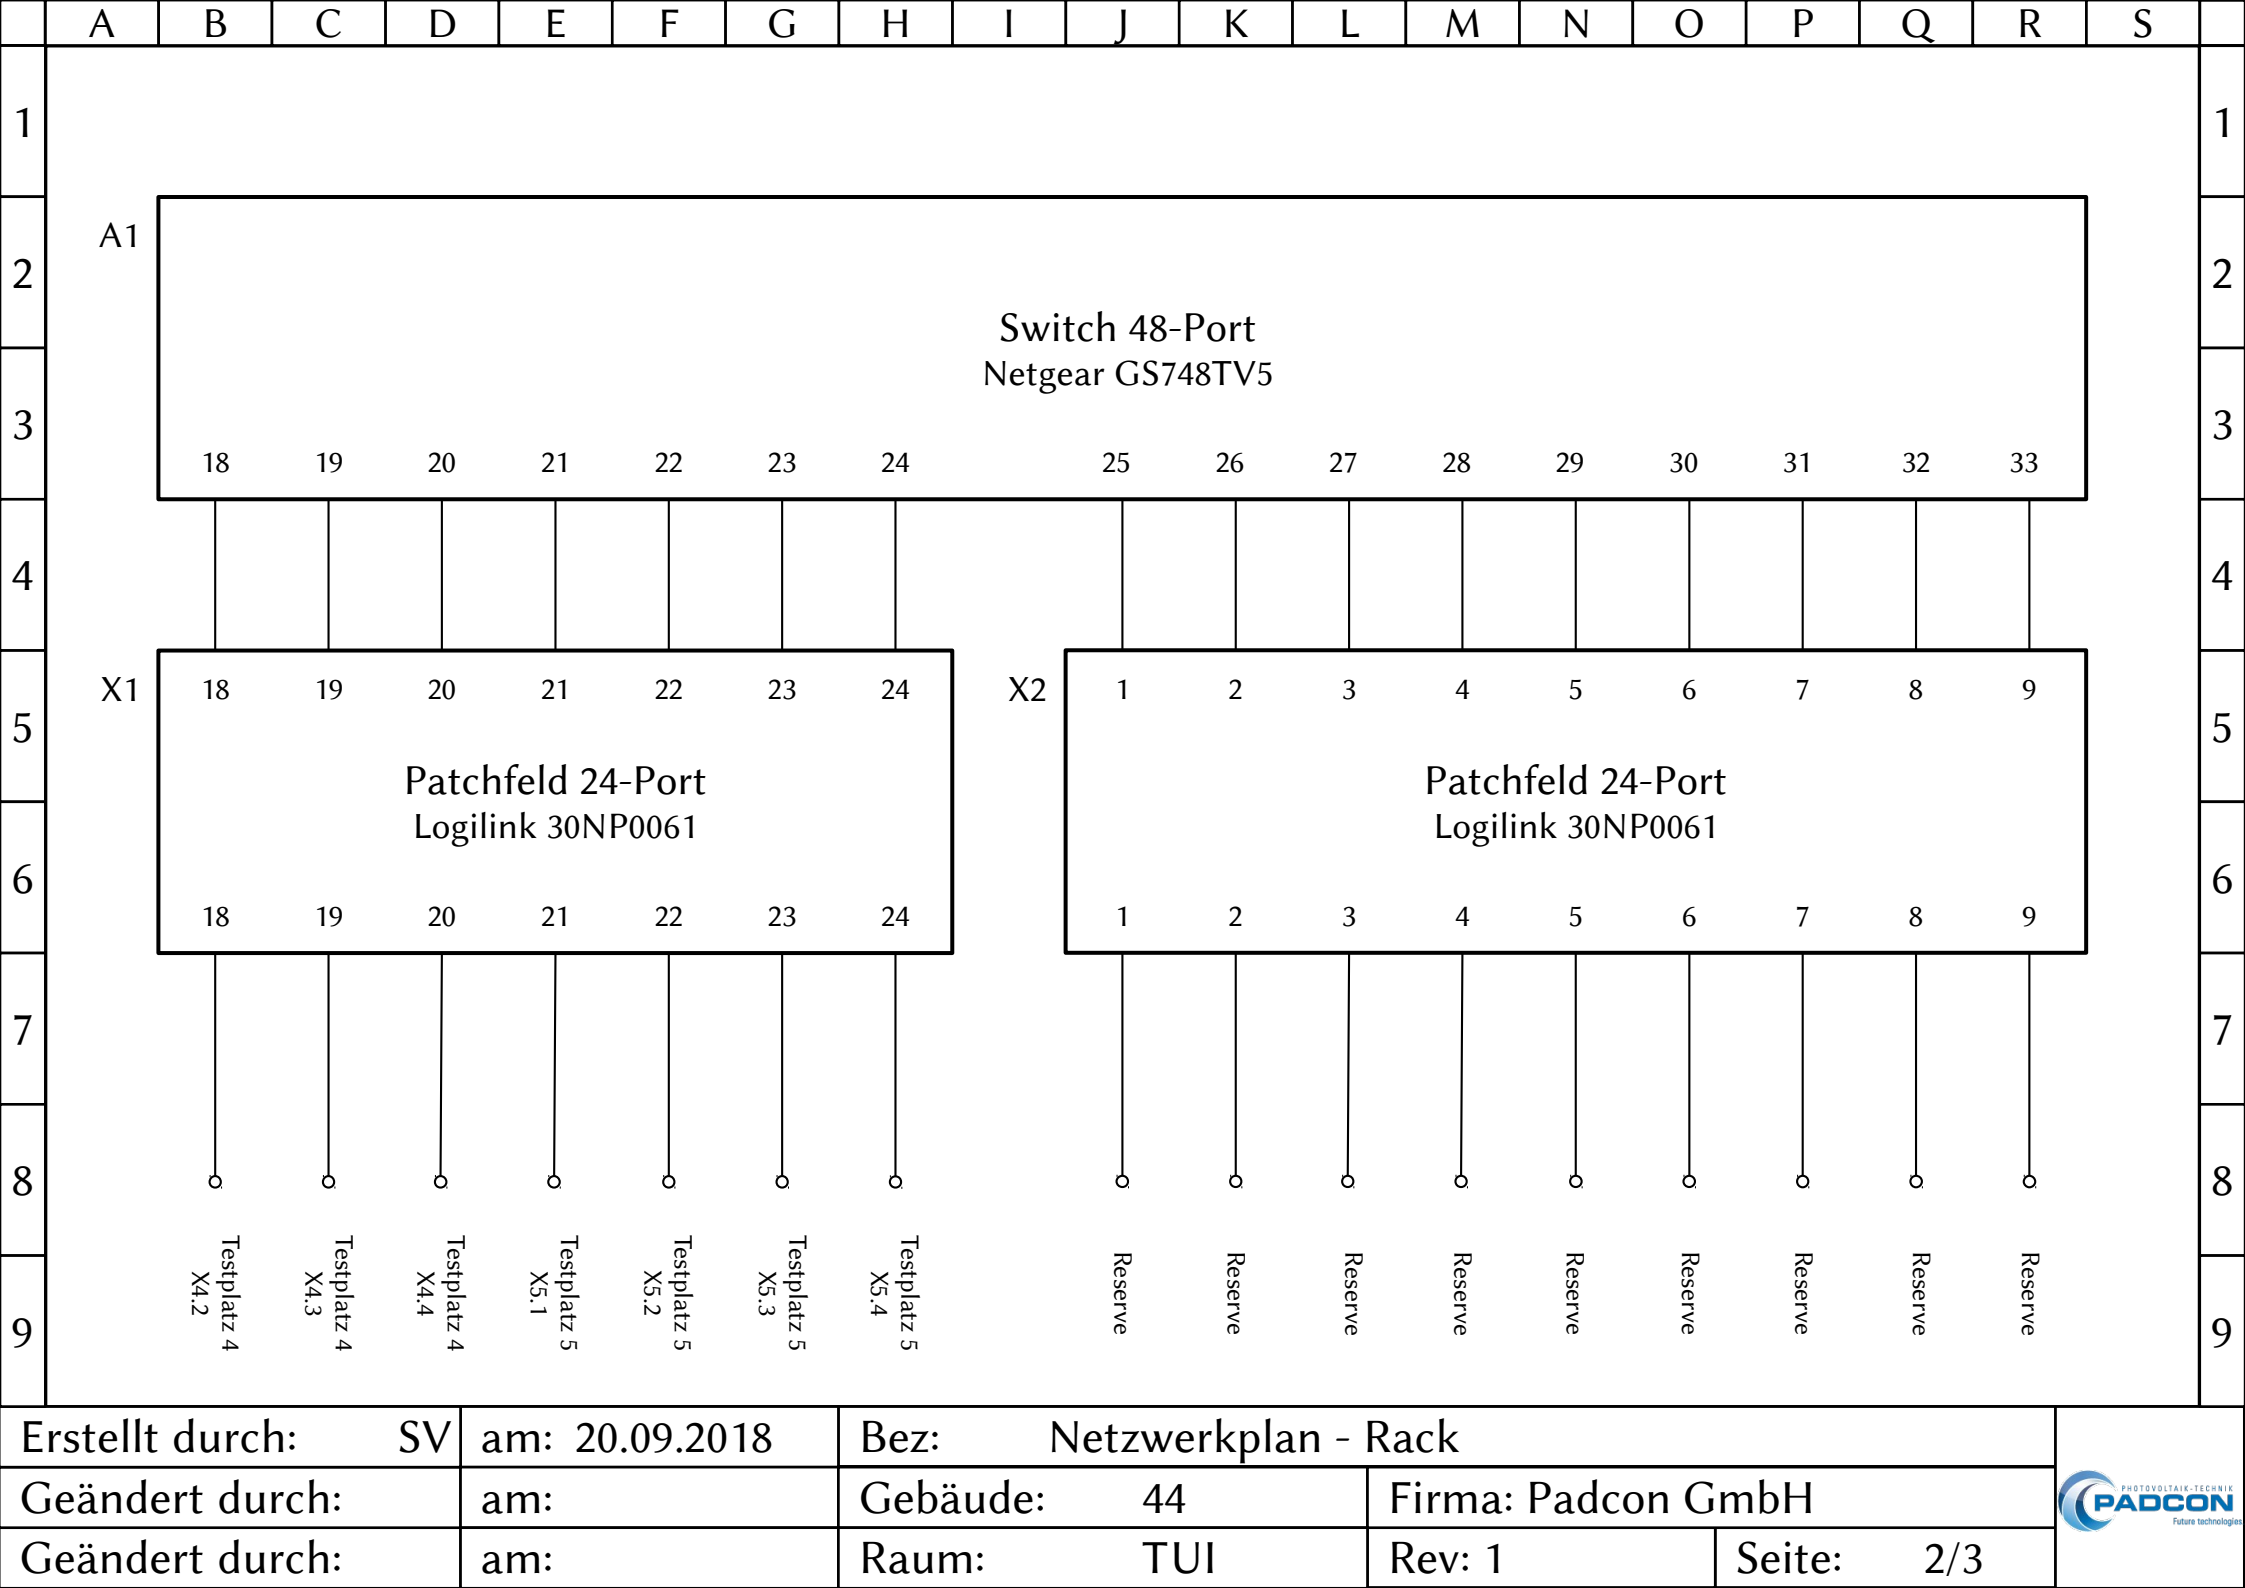 A B C D E F G H I J K L M N O P Q R S
1 1
A1
2 2
Switch 48-Port
Netgear GS748TV5
3 3
18 19 20 21 22 23 24 25 26 27 28 29 30 31 32 33
4 4
X1 18 19 20 21 22 23 24 X2 1 2 3 4 5 6 7 8 9
5 5
Patchfeld 24-Port Patchfeld 24-Port
Logilink 30NP0061 Logilink 30NP0061
6 6
18 19 20 21 22 23 24 1 2 3 4 5 6 7 8 9
7 7
8 8
Testplatz 4
X4.2
Testplatz 4
X4.3
Testplatz 4
X4.4
Testplatz 5
X5.1
Testplatz 5
X5.2
Testplatz 5
X5.3
Testplatz 5
X5.4
Reserve
Reserve
Reserve
Reserve
Reserve
Reserve
Reserve
Reserve
Reserve
9 9
Erstellt durch: SV am: 20.09.2018 Bez: Netzwerkplan - Rack
Geändert durch: am: Gebäude: 44 Firma: Padcon GmbH
Geändert durch: am: Raum: TUI Rev: 1 Seite: 2/3
PHOTOVOLTAIK-TECHNIK
PADCON
Future technologies